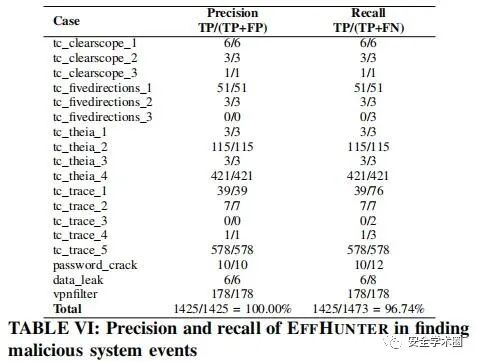 Case Precision Recall
TP/(TP+FP) TP/(TP+FN)
tc_clearscope_1 6/6 6/6
tc_clearscope_2 3/3 3/3
tc_clearscope_3 1/1 1/1
tc_fivedirections_1 51/51 51/51
tc_fivedirections_2 3/3 3/3
tc_fivedirections_3 0/0 0/3
tc_theia_1 3/3 3/3
tc_theia_2 115/115 115/115
tc_theia_3 3/3 3/3
tc_theia_4 421/421 421/421
tc_trace_1 39/39 39/76
tc_trace_2 7/7 7/7
tc_trace_3 0/0 0/2
tc_trace_4 1/1 1/3
tc_trace_5 578/578 578/578
password_crack 10/10 10/12
data_leak 6/6 6/8
vpnfilter 178/178 178/178
Total 1425/1425 = 100.00% 1425/1473 = 96.74%
TABLE VI: Precision and recall of EFFHUNTER in finding
malicious system events
安全学术圈